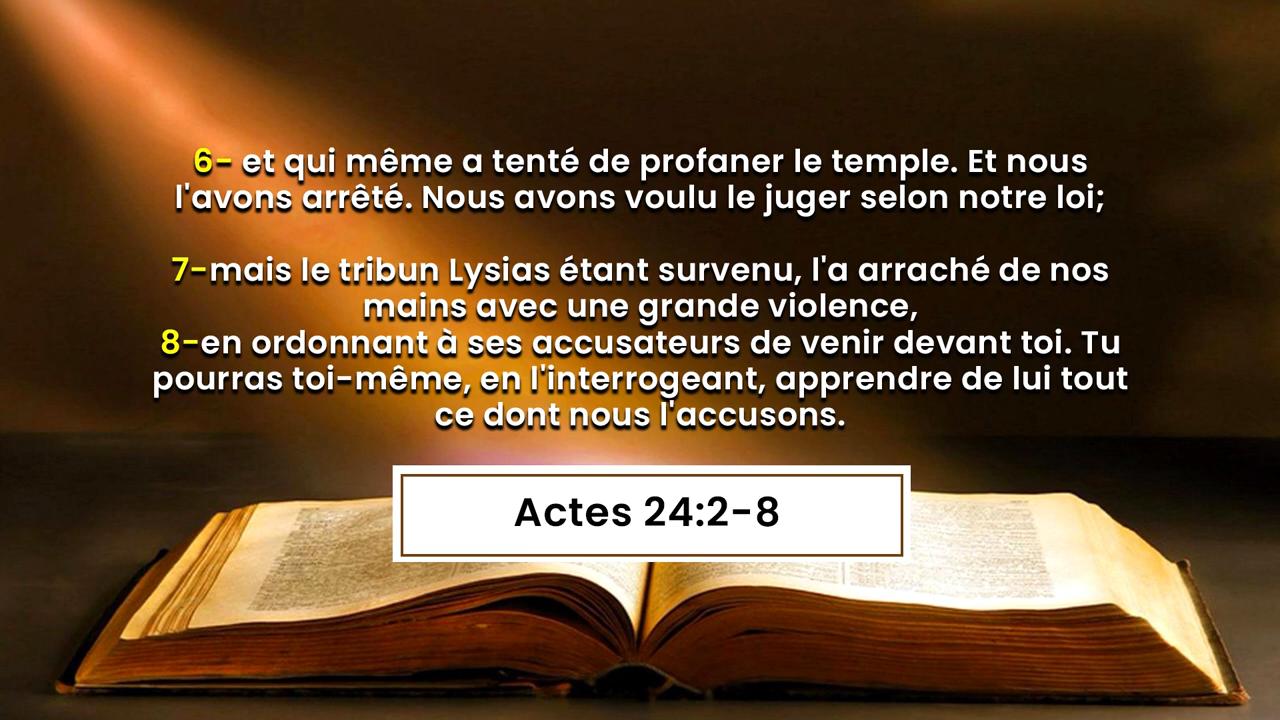 6- et qui même a tenté de profaner le temple. Et nous
l'avons arrêté. Nous avons voulu le juger selon notre loi;
7-mais le tribun Lysias étant survenu, l'a arraché de nos
mains avec une grande violence,
8-en ordonnant à ses accusateurs de venir devant toi. Tu
pourras toi-même, en l'interrogeant, apprendre de lui tout
ce dont nous l'accusons.
Actes 24:2-8